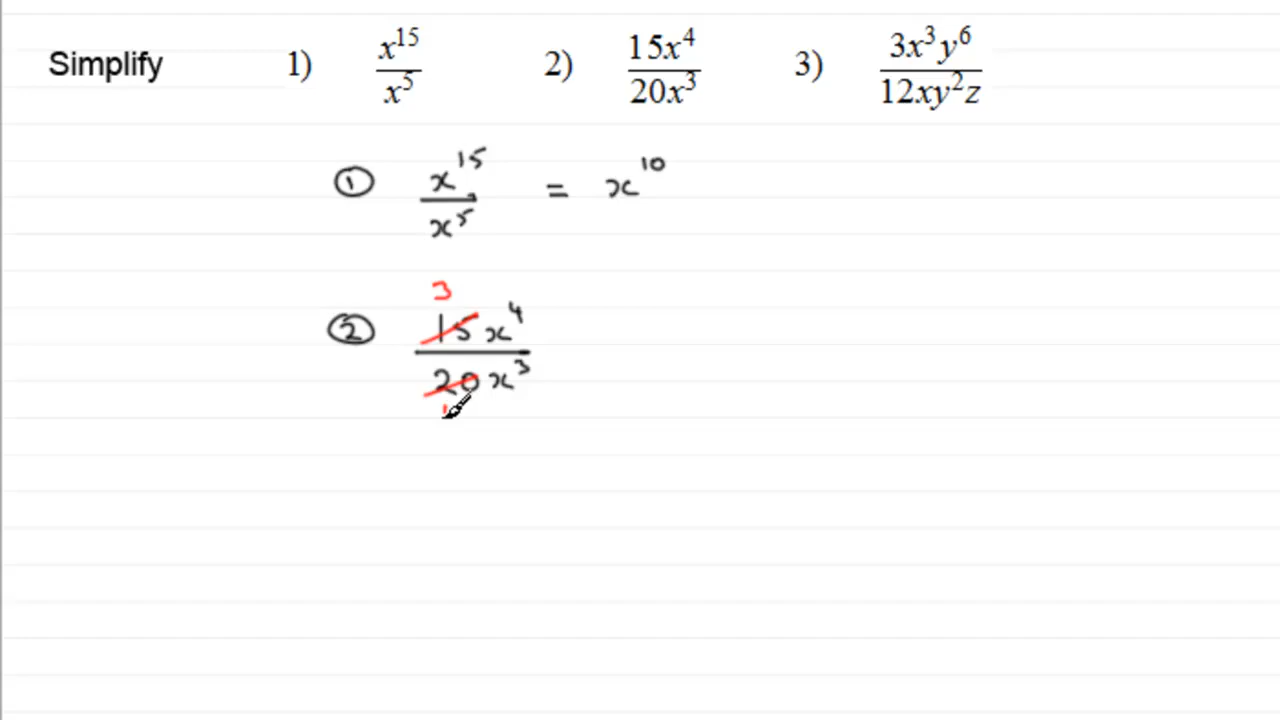 Simplify 1) x^15/x^5 2) 15x^4/20x^3 3) 3x^3y^6/12xy^2z
① x^15/x^5 = x^10
3
② 15x^4/20x^3